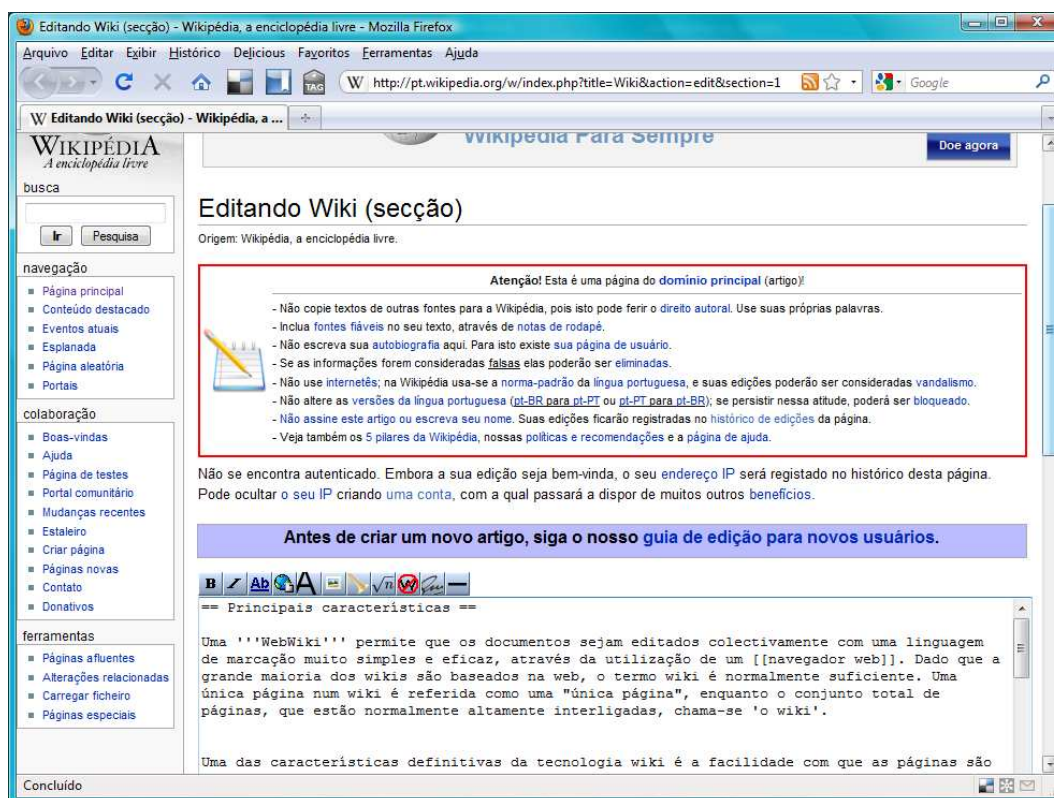 Editando Wiki (secção) - Wikipédia, a enciclopédia livre - Mozilla Firefox
Arquivo Editar Exibir Histórico Delicious Favoritos Ferramentas Ajuda
TAG
W http://pt.wikipedia.org/w/index.php?title=Wiki&action=edit&section=1
Google
W Editando Wiki (secção) - Wikipédia, a ...
WIKIPÉDIA
A enciclopédia livre
busca
Ir Pesquisa
navegação
Página principal
Conteúdo destacado
Eventos atuais
Esplanada
Página aleatória
Portais
colaboração
Boas-vindas
Ajuda
Página de testes
Portal comunitário
Mudanças recentes
Estaleiro
Criar página
Páginas novas
Contato
Donativos
ferramentas
Páginas afluentes
Alterações relacionadas
Carregar ficheiro
Páginas especiais
Wikipédia Para Sempre
Doe agora
Editando Wiki (secção)
Origem: Wikipédia, a enciclopédia livre.
Atenção! Esta é uma página do domínio principal (artigo)!
- Não copie textos de outras fontes para a Wikipédia, pois isto pode ferir o direito autoral. Use suas próprias palavras.
- Inclua fontes fiáveis no seu texto, através de notas de rodapé.
- Não escreva sua autobiografia aqui. Para isto existe sua página de usuário.
- Se as informações forem consideradas falsas elas poderão ser eliminadas.
- Não use internetês; na Wikipédia usa-se a norma-padrão da língua portuguesa, e suas edições poderão ser consideradas vandalismo.
- Não altere as versões da língua portuguesa (pt-BR para pt-PT ou pt-PT para pt-BR); se persistir nessa atitude, poderá ser bloqueado.
- Não assine este artigo ou escreva seu nome. Suas edições ficarão registradas no histórico de edições da página.
- Veja também os 5 pilares da Wikipédia, nossas políticas e recomendações e a página de ajuda.
Não se encontra autenticado. Embora a sua edição seja bem-vinda, o seu endereço IP será registado no histórico desta página.
Pode ocultar o seu IP criando uma conta, com a qual passará a dispor de muitos outros benefícios.
Antes de criar um novo artigo, siga o nosso guia de edição para novos usuários.
B I Ab A √n W
== Principais características ==
Uma '''WebWiki''' permite que os documentos sejam editados colectivamente com uma linguagem
de marcação muito simples e eficaz, através da utilização de um [[navegador web]]. Dado que a
grande maioria dos wikis são baseados na web, o termo wiki é normalmente suficiente. Uma
única página num wiki é referida como uma "única página", enquanto o conjunto total de
páginas, que estão normalmente altamente interligadas, chama-se 'o wiki'.
Uma das características definitivas da tecnologia wiki é a facilidade com que as páginas são
Concluído